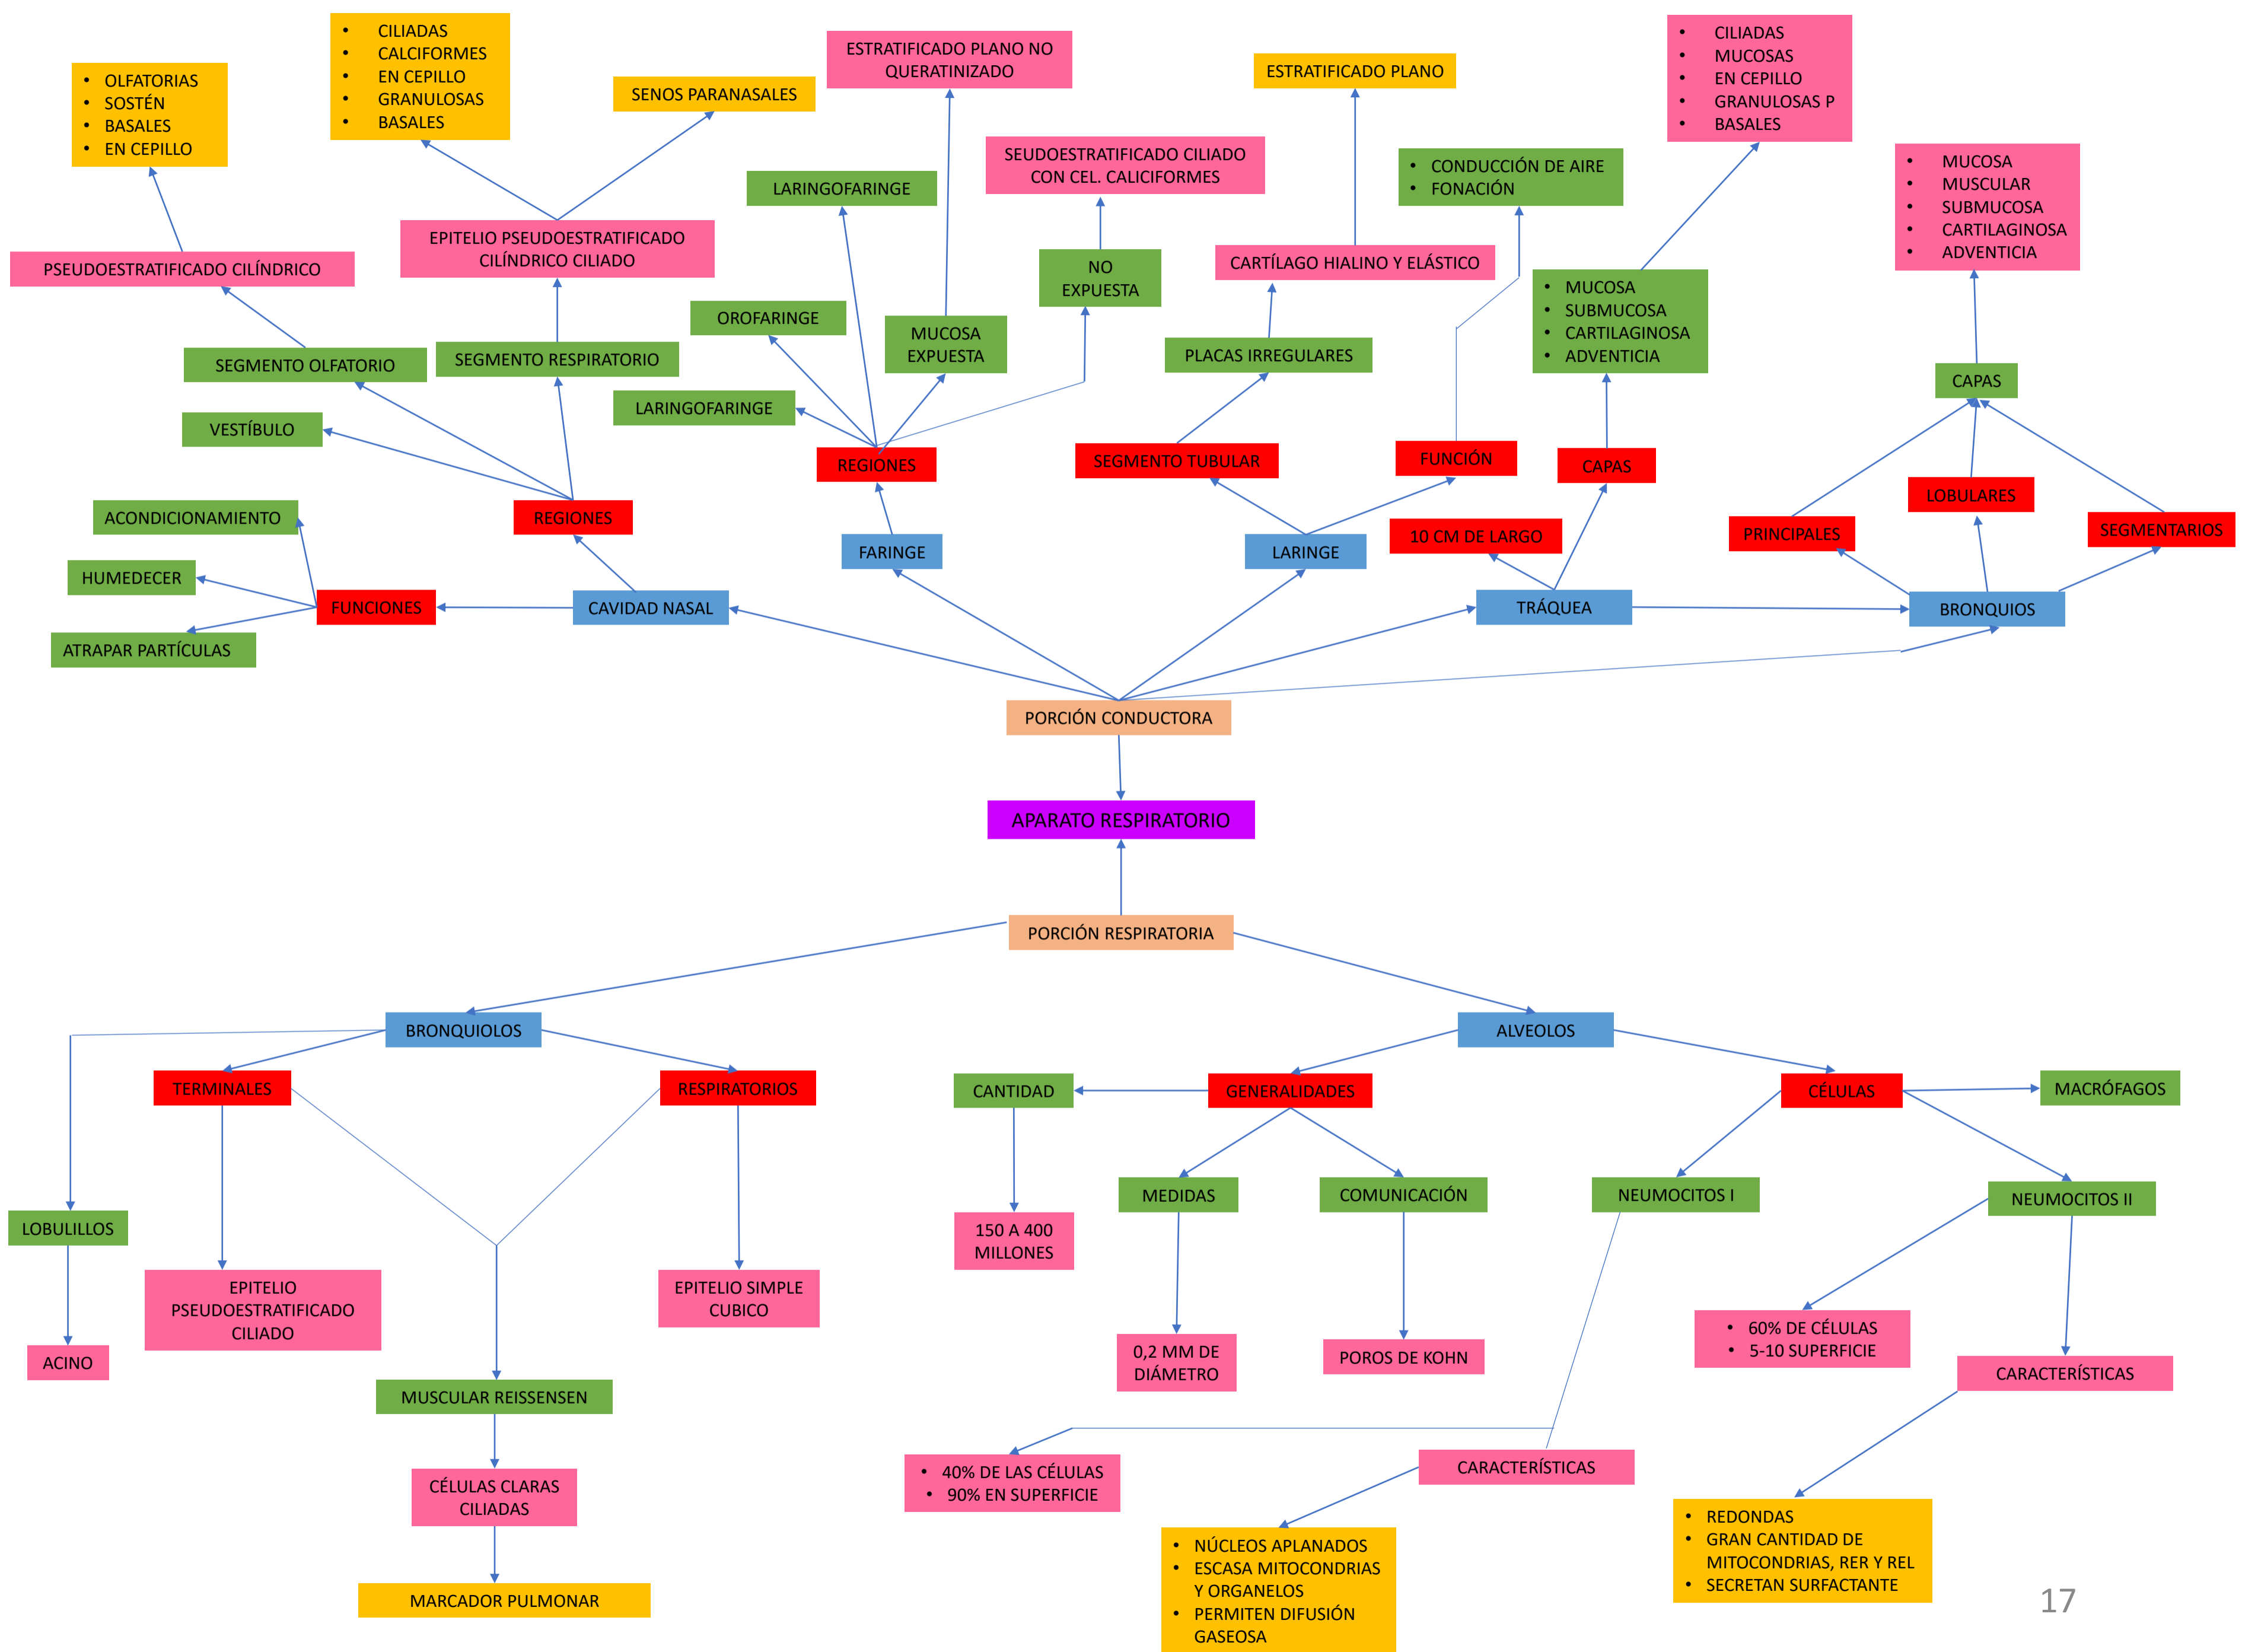 • CILIADAS
• CALCIFORMES
• EN CEPILLO
• GRANULOSAS
• BASALES
• OLFATORIAS
• SOSTÉN
• BASALES
• EN CEPILLO
SENOS PARANASALES
ESTRATIFICADO PLANO NO
QUERATINIZADO
ESTRATIFICADO PLANO
• CILIADAS
• MUCOSAS
• EN CEPILLO
• GRANULOSAS P
• BASALES
SEUDOESTRATIFICADO CILIADO
CON CEL. CALICIFORMES
• CONDUCCIÓN DE AIRE
• FONACIÓN
• MUCOSA
• MUSCULAR
• SUBMUCOSA
• CARTILAGINOSA
• ADVENTICIA
LARINGOFARINGE
EPITELIO PSEUDOESTRATIFICADO
CILÍNDRICO CILIADO
PSEUDOESTRATIFICADO CILÍNDRICO
NO
EXPUESTA
CARTÍLAGO HIALINO Y ELÁSTICO
• MUCOSA
• SUBMUCOSA
• CARTILAGINOSA
• ADVENTICIA
OROFARINGE
MUCOSA
EXPUESTA
SEGMENTO OLFATORIO
SEGMENTO RESPIRATORIO
PLACAS IRREGULARES
CAPAS
LARINGOFARINGE
VESTÍBULO
REGIONES
SEGMENTO TUBULAR
FUNCIÓN
CAPAS
LOBULARES
ACONDICIONAMIENTO
REGIONES
PRINCIPALES
SEGMENTARIOS
10 CM DE LARGO
FARINGE
LARINGE
HUMEDECER
FUNCIONES
CAVIDAD NASAL
TRÁQUEA
BRONQUIOS
ATRAPAR PARTÍCULAS
PORCIÓN CONDUCTORA
APARATO RESPIRATORIO
PORCIÓN RESPIRATORIA
BRONQUIOLOS
ALVEOLOS
TERMINALES
RESPIRATORIOS
CANTIDAD
GENERALIDADES
CÉLULAS
MACRÓFAGOS
MEDIDAS
COMUNICACIÓN
NEUMOCITOS I
NEUMOCITOS II
LOBULILLOS
150 A 400
MILLONES
EPITELIO
PSEUDOESTRATIFICADO
CILIADO
EPITELIO SIMPLE
CUBICO
• 60% DE CÉLULAS
• 5-10 SUPERFICIE
ACINO
0,2 MM DE
DIÁMETRO
POROS DE KOHN
CARACTERÍSTICAS
MUSCULAR REISSENSEN
CARACTERÍSTICAS
• 40% DE LAS CÉLULAS
• 90% EN SUPERFICIE
CÉLULAS CLARAS
CILIADAS
• REDONDAS
• GRAN CANTIDAD DE
MITOCONDRIAS, RER Y REL
• SECRETAN SURFACTANTE
• NÚCLEOS APLANADOS
• ESCASA MITOCONDRIAS
Y ORGANELOS
• PERMITEN DIFUSIÓN
GASEOSA
MARCADOR PULMONAR
17